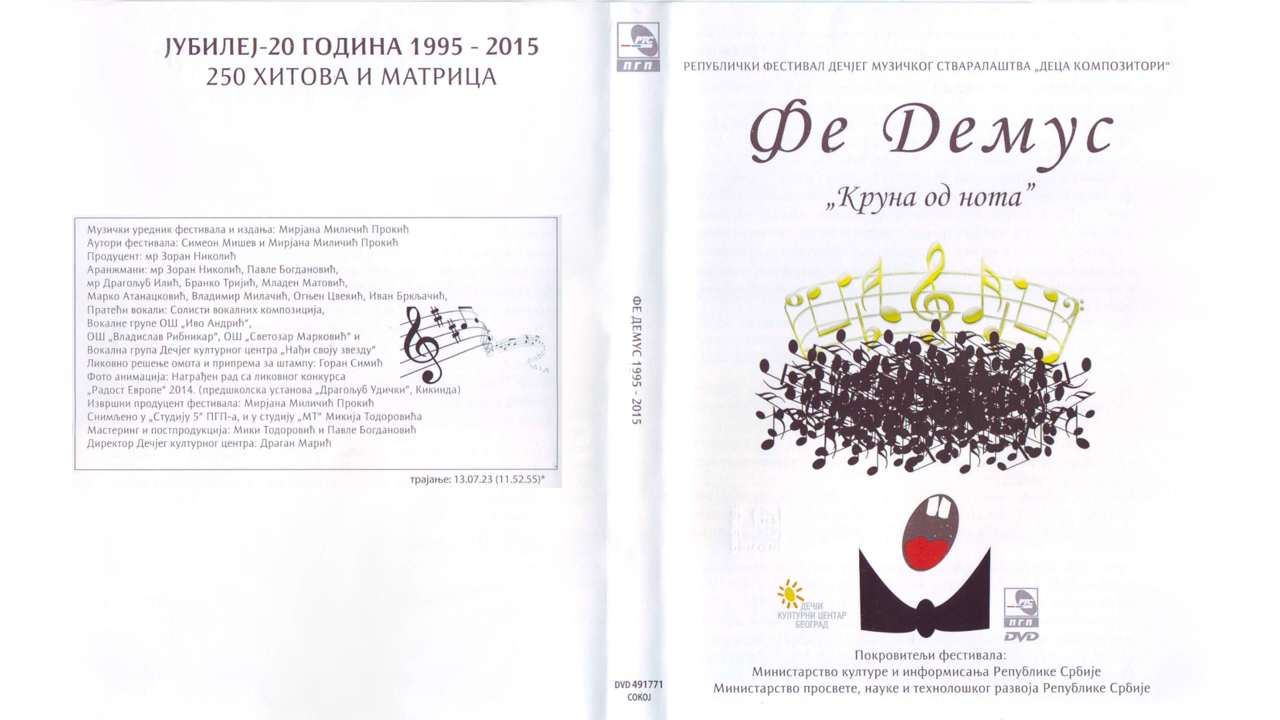 ЈУБИЛЕЈ-20 ГОДИНА 1995 - 2015
250 ХИТОВА И МАТРИЦА
Музички уредник фестивала и издања: Мирјана Миличић Прокић
Аутори фестивала: Симеон Мишев и Мирјана Миличић Прокић
Продуцент: мр Зоран Николић
Аранжмани: мр Зоран Николић, Павле Богдановић,
мр Драгољуб Илић, Бранко Тријић, Младен Матовић,
Марко Атанацковић, Владимир Милачић, Огњен Цвекић, Иван Бркљачић,
Пратећи вокали: Солисти вокалних композиција,
Вокалне групе ОШ „Иво Андрић“,
ОШ „Владислав Рибникар“, ОШ „Светозар Марковић“ и
Вокална група Дечјег културног центра „Нађи своју звезду“
Ликовно решење омота и припрема за штампу: Горан Симић
Фото анимација: Награђен рад са ликовног конкурса
„Радост Европе“ 2014. (предшколска установа „Драгољуб Удички“, Кикинда)
Извршни продуцент фестивала: Мирјана Миличић Прокић
Снимљено у „Студију 5“ ПГП-а, и у студију „МТ“ Микија Тодоровића
Мастеринг и постпродукција: Мики Тодоровић и Павле Богдановић
Директор Дечјег културног центра: Драган Марић
трајање: 13.07.23 (11.52.55)*
РТС
ПГП
ФЕ ДЕМУС 1995 - 2015
DVD 491771
СОКОЈ
РЕПУБЛИЧКИ ФЕСТИВАЛ ДЕЧЈЕГ МУЗИЧКОГ СТВАРАЛАШТВА „ДЕЦА КОМПОЗИТОРИ“
Фе Демус
„Круна од нота”
ДЕЧЈИ
КУЛТУРНИ ЦЕНТАР
БЕОГРАД
РТС
ПГП
DVD
Покровитељи фестивала:
Министарство културе и информисања Републике Србије
Министарство просвете, науке и технолошког развоја Републике Србије